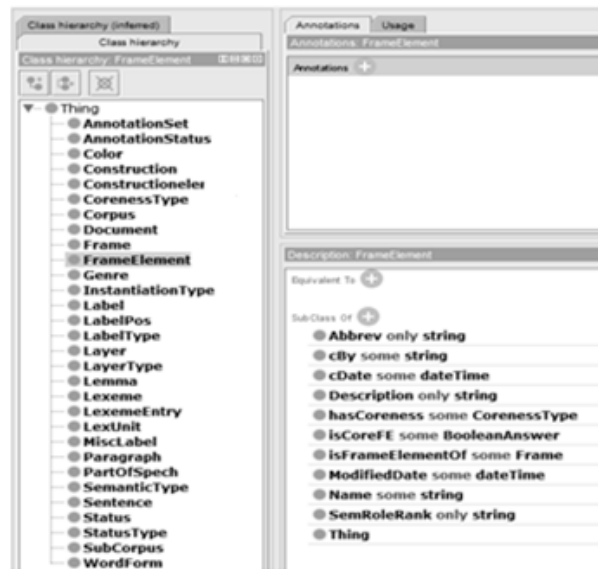 Class hierarchy (inferred)
Class hierarchy
Class hierarchy: FrameElement
Thing
AnnotationSet
AnnotationStatus
Color
Construction
Constructioneler
CorenessType
Corpus
Document
Frame
FrameElement
Genre
InstantiationType
Label
LabelPos
LabelType
Layer
LayerType
Lemma
Lexeme
LexemeEntry
LexUnit
MiscLabel
Paragraph
PartOfSpech
SemanticType
Sentence
Status
StatusType
SubCorpus
WordForm
Annotations Usage
Annotations: FrameElement
Annotations
Description: FrameElement
Equivalent To
SubClass Of
Abbrev only string
cBy some string
cDate some dateTime
Description only string
hasCoreness some CorenessType
isCoreFE some BooleanAnswer
isFrameElementOf some Frame
ModifiedDate some dateTime
Name some string
SemRoleRank only string
Thing